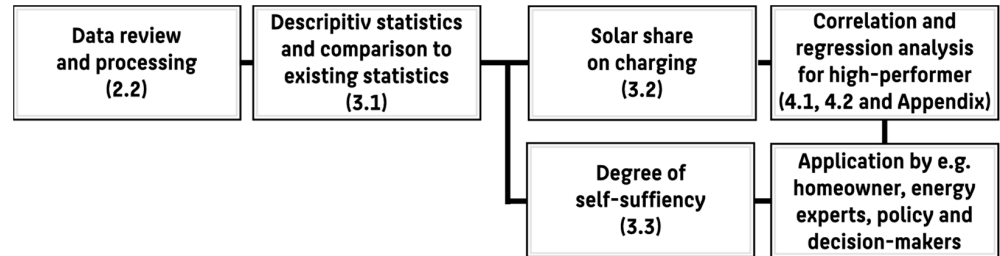 Data review
and processing
(2.2)
Descriptitiv statistics
and comparison to
existing statistics
(3.1)
Solar share
on charging
(3.2)
Correlation and
regression analysis
for high-performer
(4.1, 4.2 and Appendix)
Degree of
self-suffiency
(3.3)
Application by e.g.
homeowner, energy
experts, policy and
decision-makers